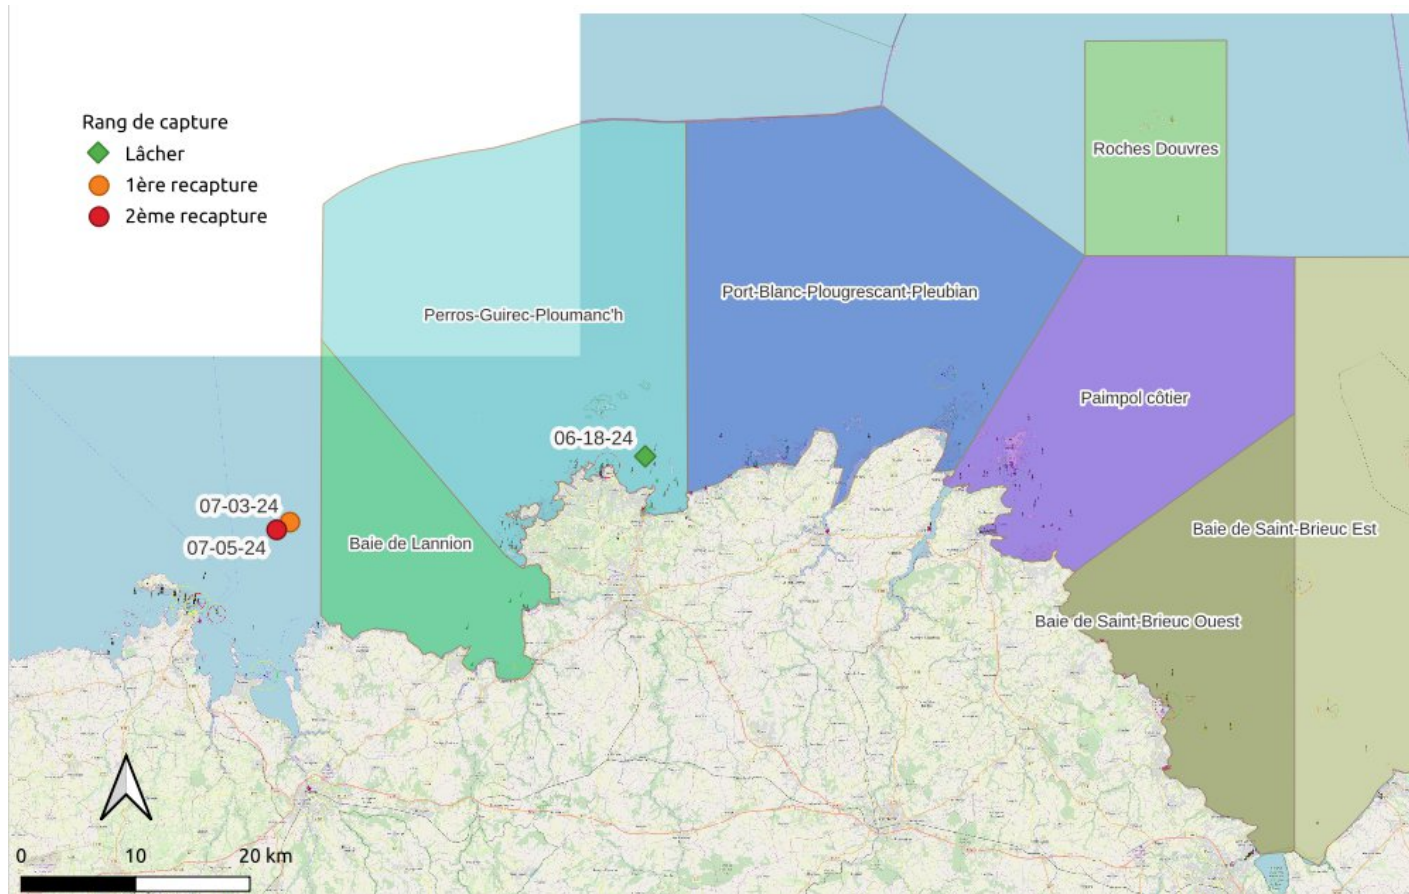 Rang de capture
Lâcher
1ère recapture
2ème recapture
Roches Douvres
Port-Blanc-Plougrescant-Pleubian
Perros-Guirec-Ploumanc'h
Paimpol côtier
06-18-24
07-03-24
07-05-24
Baie de Lannion
Baie de Saint-Brieuc Est
Baie de Saint-Brieuc Ouest
0 10 20 km